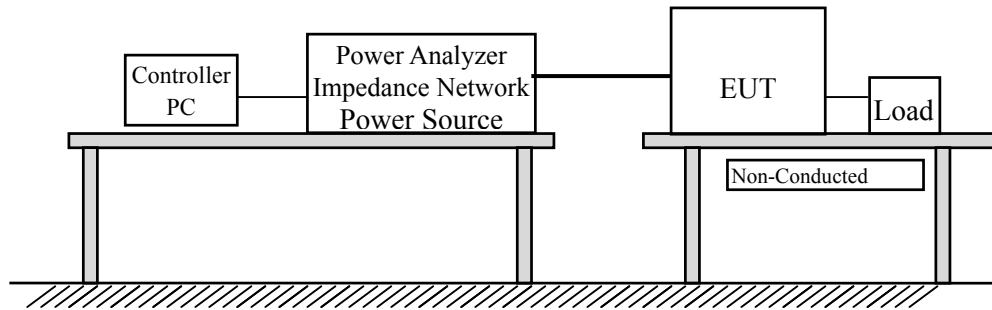 Controller
PC
Power Analyzer
Impedance Network
Power Source
EUT
Load
Non-Conducted